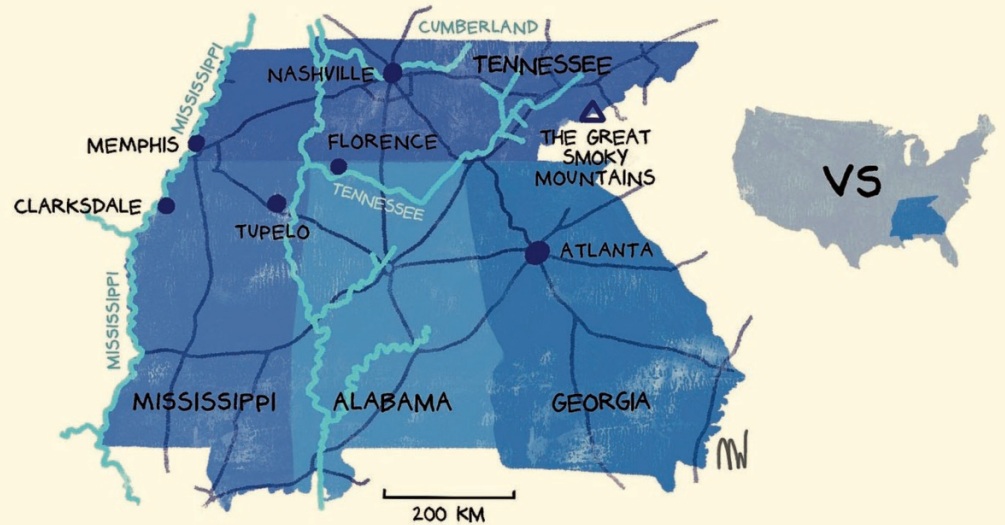 CUMBERLAND
MISSISSIPPI
NASHVILLE
TENNESSEE
MEMPHIS
FLORENCE
THE GREAT
SMOKY
MOUNTAINS
VS
TENNESSEE
CLARKSDALE
TUPELO
ATLANTA
MISSISSIPPI
MISSISSIPPI
ALABAMA
GEORGIA
200 KM